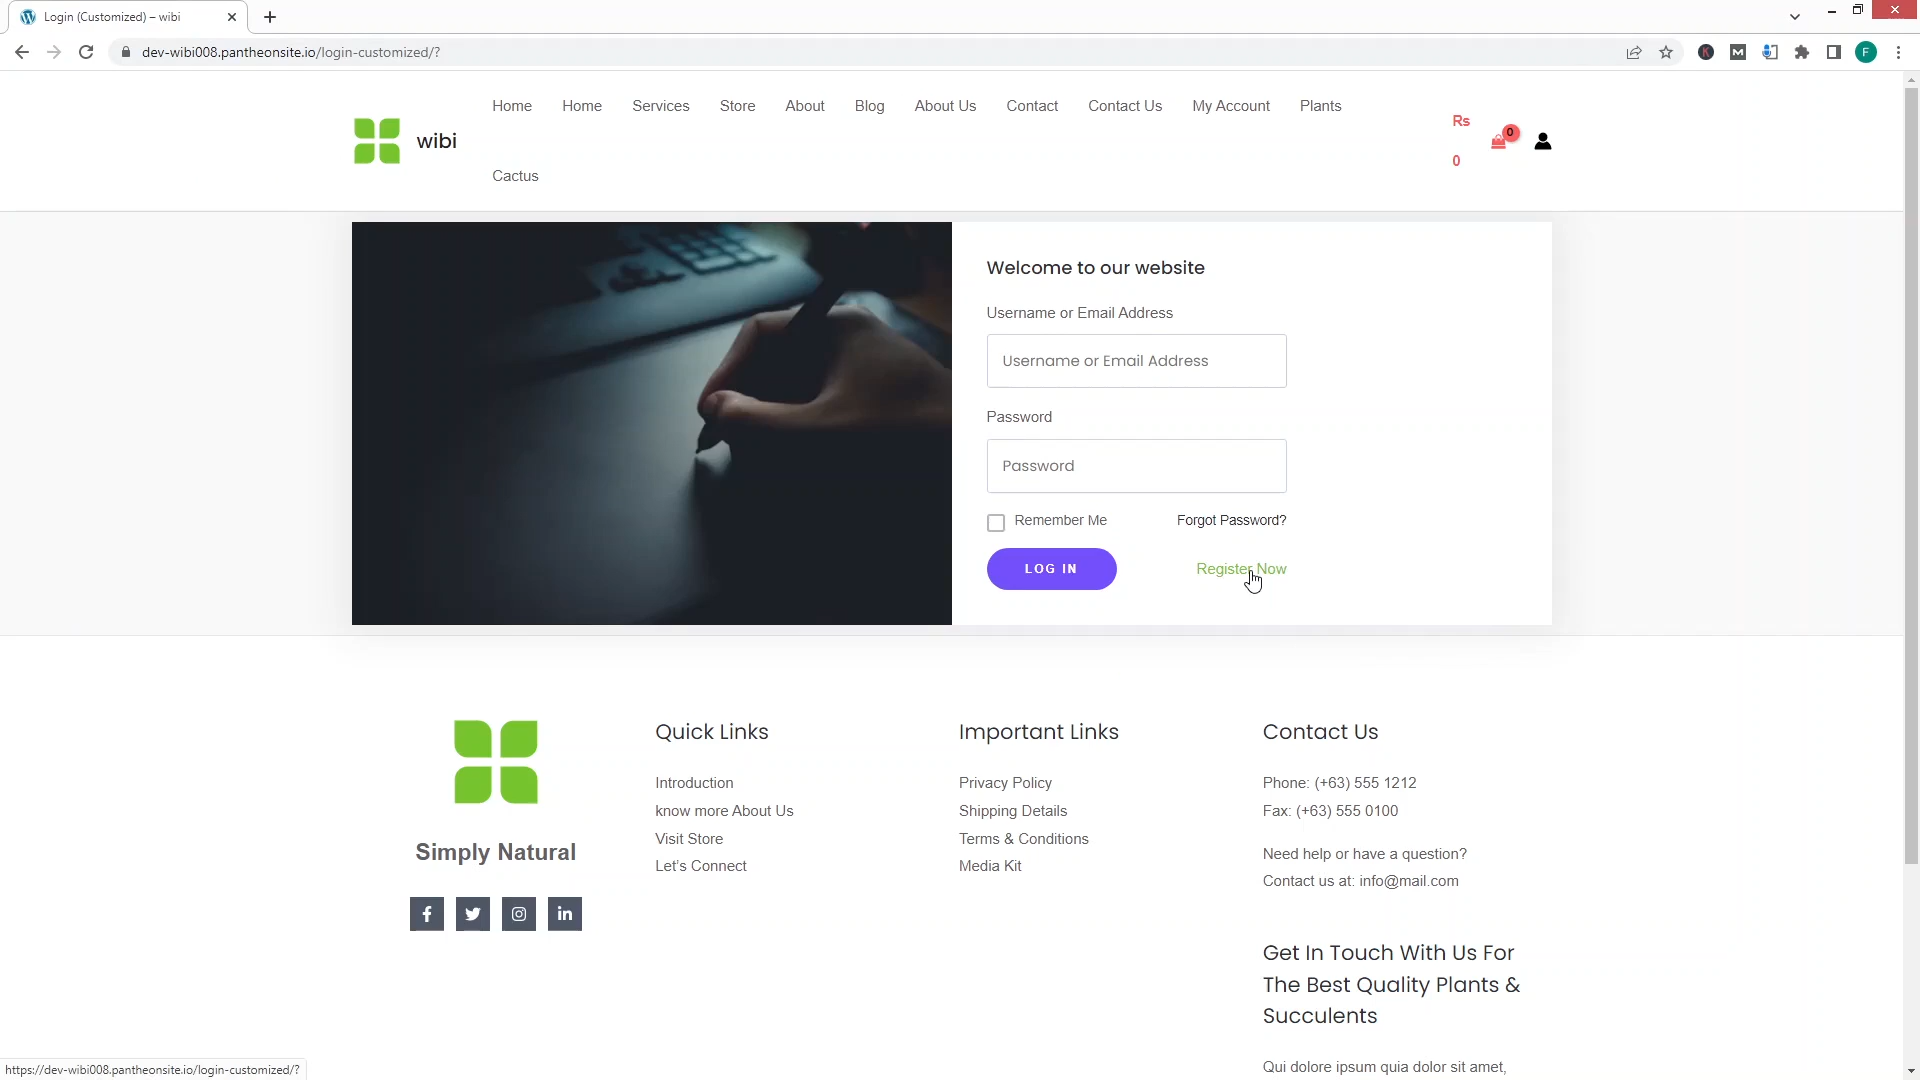 Login (Customized) – wibi
dev-wibi008.pantheonsite.io/login-customized/?
F
Home Home Services Store About Blog About Us Contact Contact Us My Account Plants
Cactus
wibi
Rs
0
0
Welcome to our website
Username or Email Address
Username or Email Address
Password
Password
Remember Me Forgot Password?
LOG IN Register Now
Simply Natural
Quick Links
Introduction
know more About Us
Visit Store
Let’s Connect
Important Links
Privacy Policy
Shipping Details
Terms & Conditions
Media Kit
Contact Us
Phone: (+63) 555 1212
Fax: (+63) 555 0100
Need help or have a question?
Contact us at: info@mail.com
Get In Touch With Us For
The Best Quality Plants &
Succulents
Qui dolore ipsum quia dolor sit amet,
https://dev-wibi008.pantheonsite.io/login-customized/?